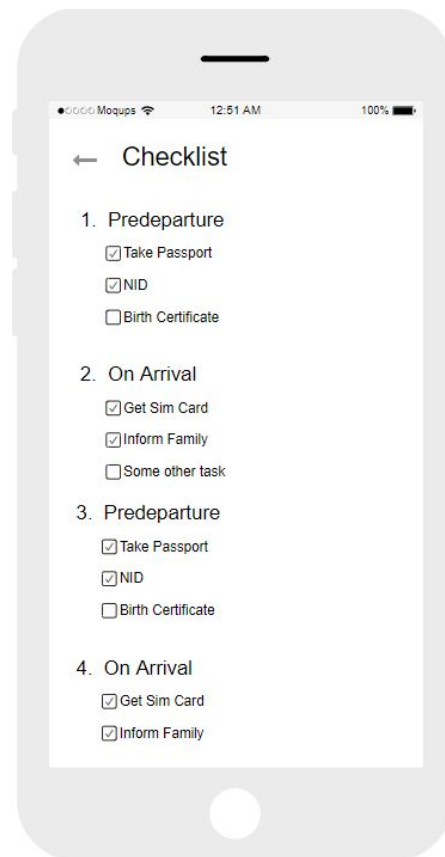 Moqups 12:51 AM 100%
Checklist
1. Predeparture
Take Passport
NID
Birth Certificate
2. On Arrival
Get Sim Card
Inform Family
Some other task
3. Predeparture
Take Passport
NID
Birth Certificate
4. On Arrival
Get Sim Card
Inform Family